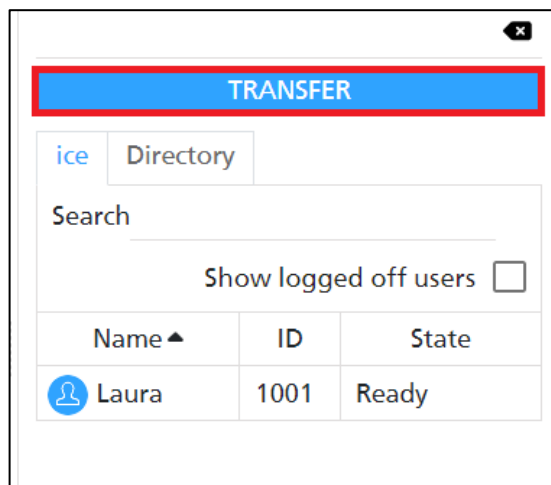 TRANSFER
ice Directory
Search
Show logged off users
Name ID State
Laura 1001 Ready